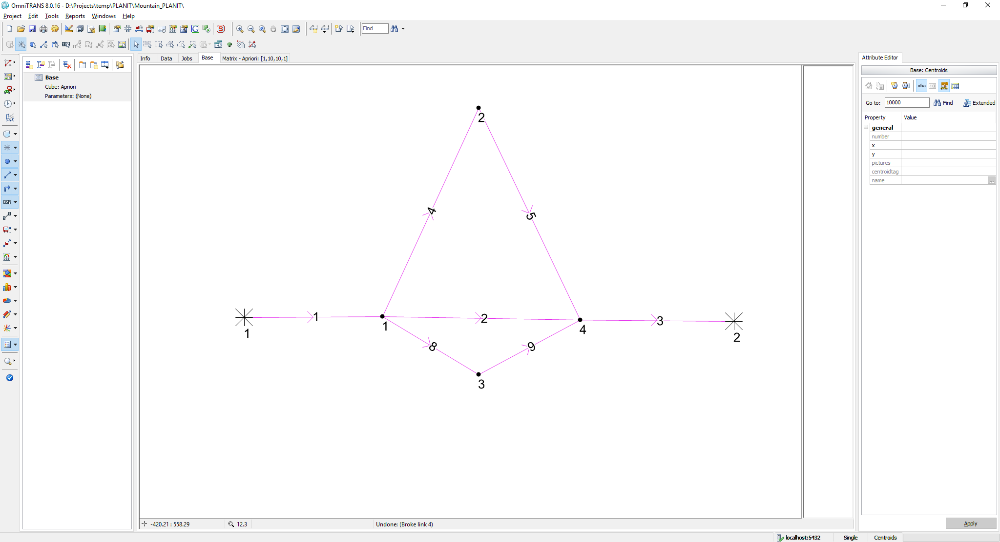 OmniTRANS 8.0.16 - D:\Projects\temp\PLANIT\Mountain_PLANIT\
Project Edit Tools Reports Windows Help
Find
Info Data Jobs Base Matrix - Apriori: [1,10,10,1]
Base
Cube: Apriori
Parameters: (None)
2
4
5
1
1
1
2
4
3
2
8
9
3
-420.21 : 558.29
12.3
Undone: (Broke link 4)
Attribute Editor
Base: Centroids
abc
Go to: 10000 Find Extended
Property Value
general
number
x
y
pictures
centroidtag
name
...
Apply
localhost:5432 Single Centroids